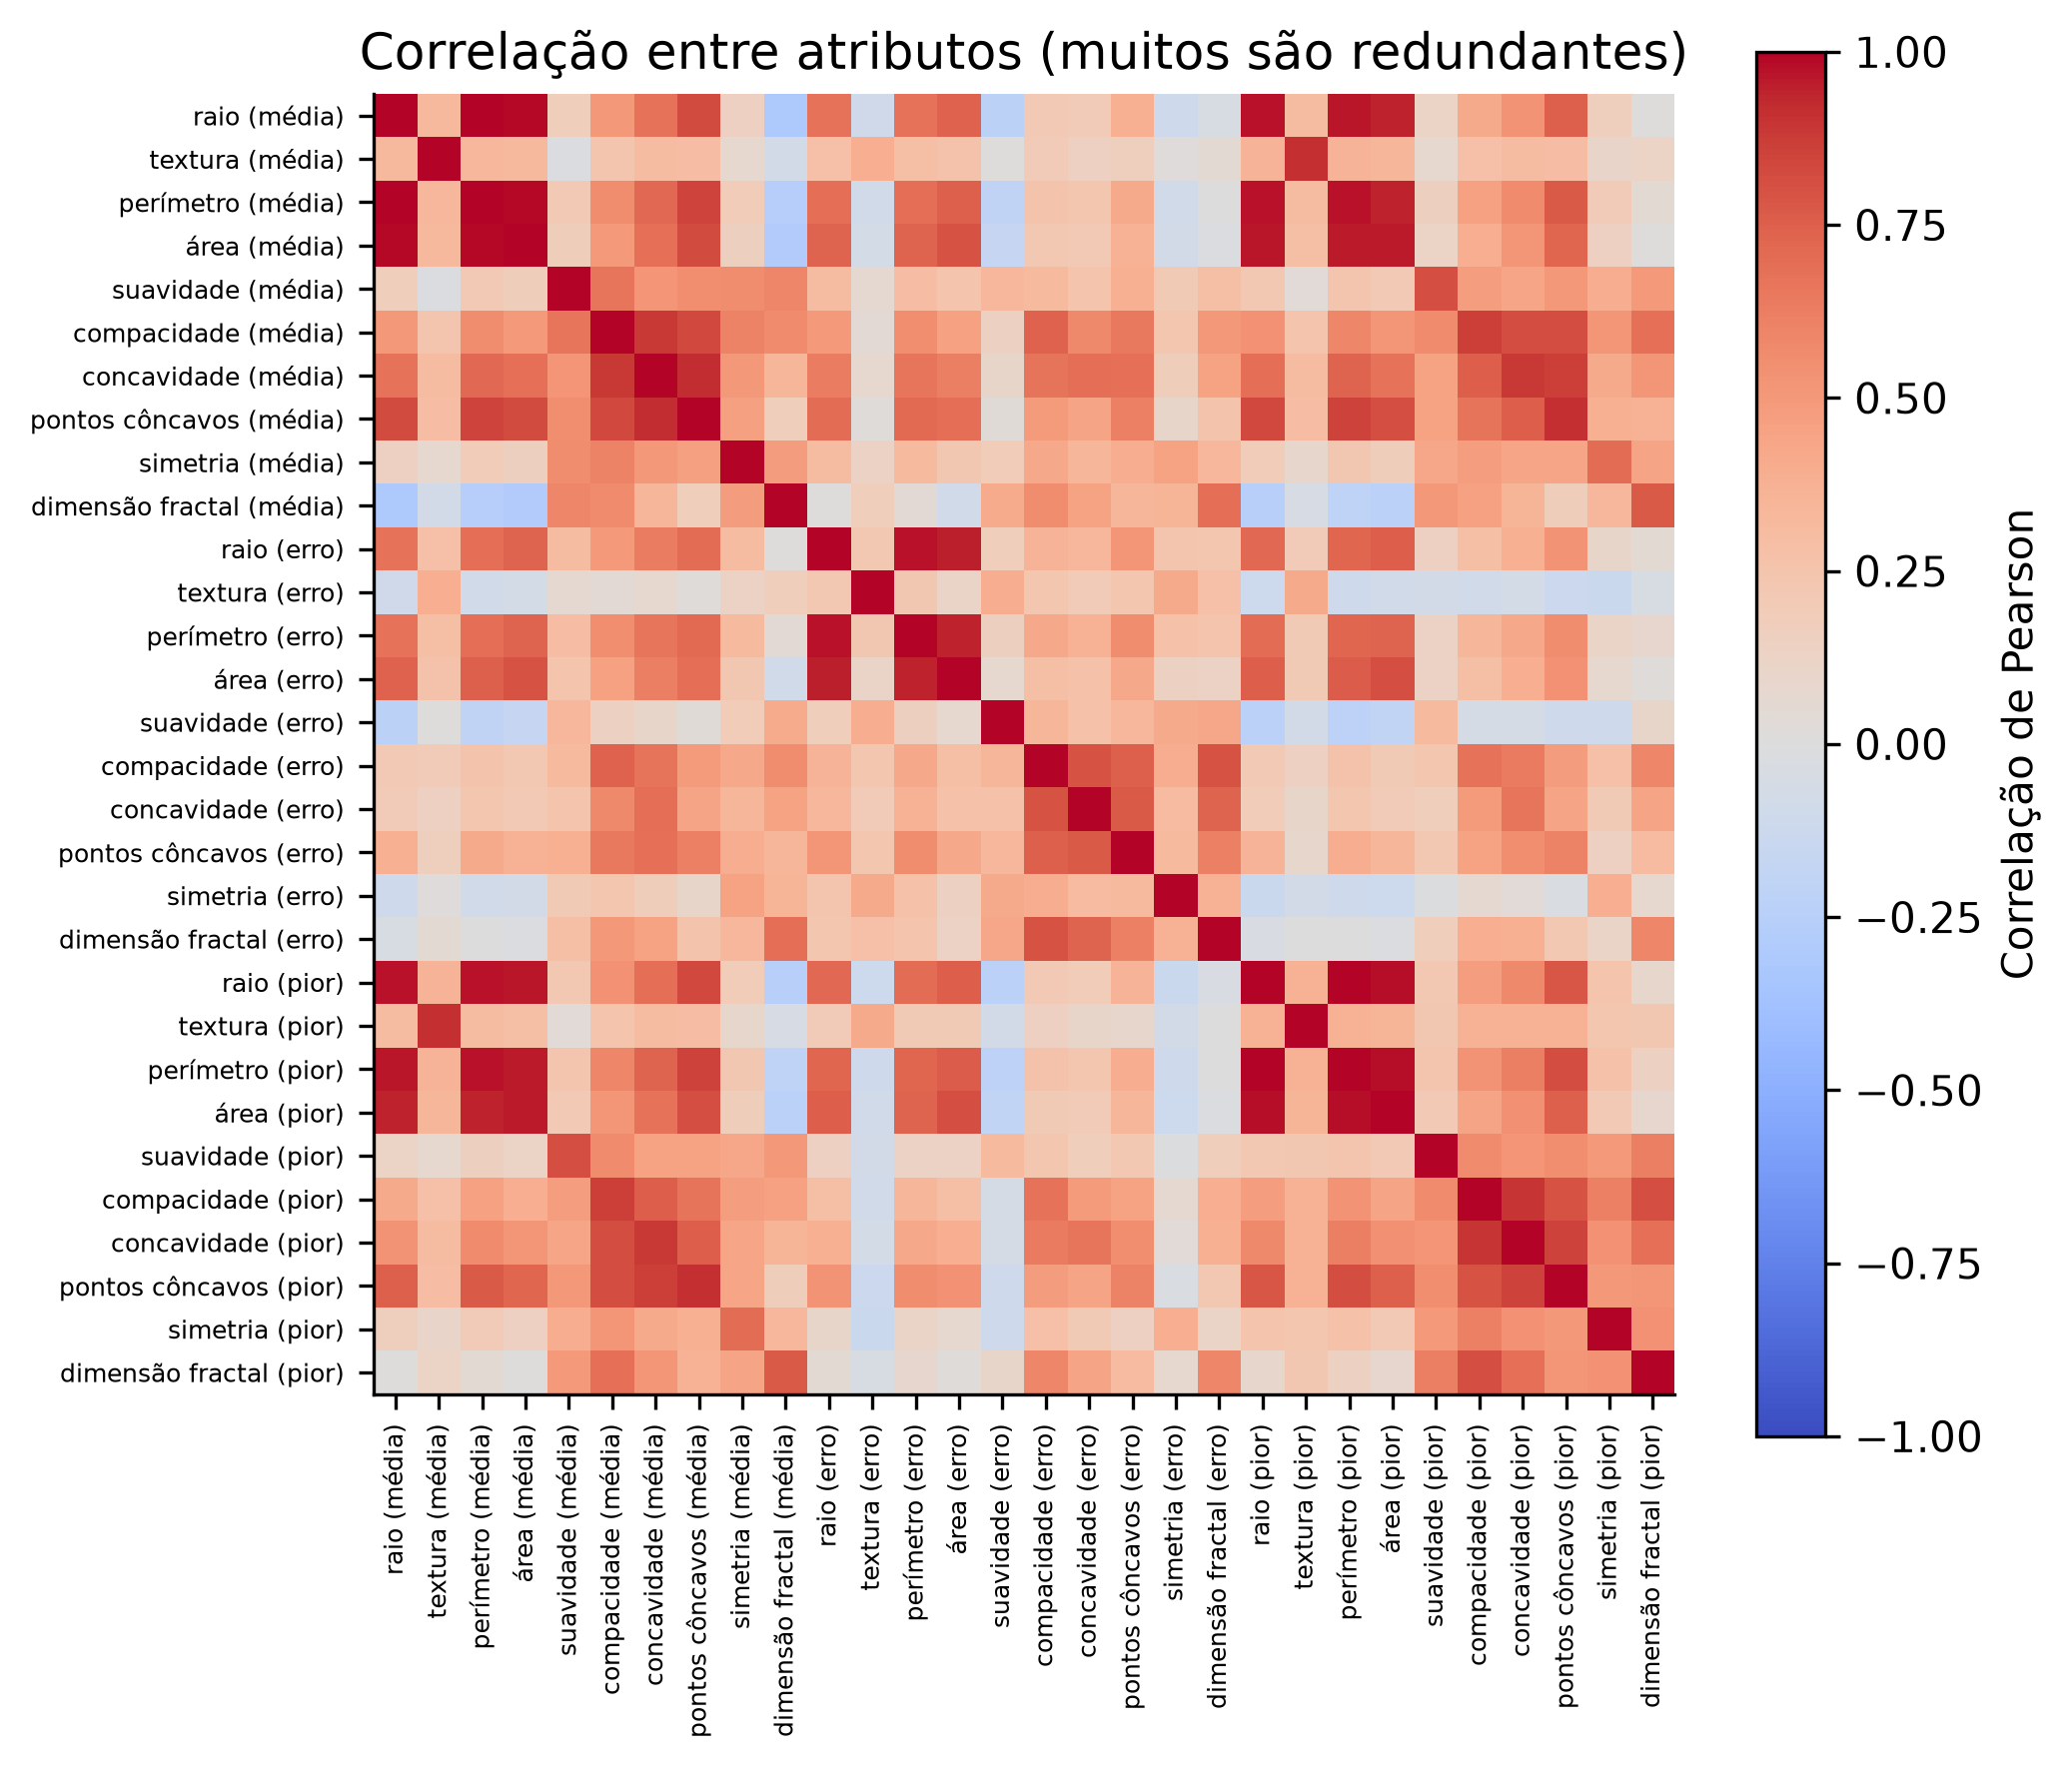 Correlação entre atributos (muitos são redundantes)
raio (média)
textura (média)
perímetro (média)
área (média)
suavidade (média)
compacidade (média)
concavidade (média)
pontos côncavos (média)
simetria (média)
dimensão fractal (média)
raio (erro)
textura (erro)
perímetro (erro)
área (erro)
suavidade (erro)
compacidade (erro)
concavidade (erro)
pontos côncavos (erro)
simetria (erro)
dimensão fractal (erro)
raio (pior)
textura (pior)
perímetro (pior)
área (pior)
suavidade (pior)
compacidade (pior)
concavidade (pior)
pontos côncavos (pior)
simetria (pior)
dimensão fractal (pior)
raio (média)
textura (média)
perímetro (média)
área (média)
suavidade (média)
compacidade (média)
concavidade (média)
pontos côncavos (média)
simetria (média)
dimensão fractal (média)
raio (erro)
textura (erro)
perímetro (erro)
área (erro)
suavidade (erro)
compacidade (erro)
concavidade (erro)
pontos côncavos (erro)
simetria (erro)
dimensão fractal (erro)
raio (pior)
textura (pior)
perímetro (pior)
área (pior)
suavidade (pior)
compacidade (pior)
concavidade (pior)
pontos côncavos (pior)
simetria (pior)
dimensão fractal (pior)
1.00
0.75
0.50
0.25
0.00
−0.25
−0.50
−0.75
−1.00
Correlação de Pearson